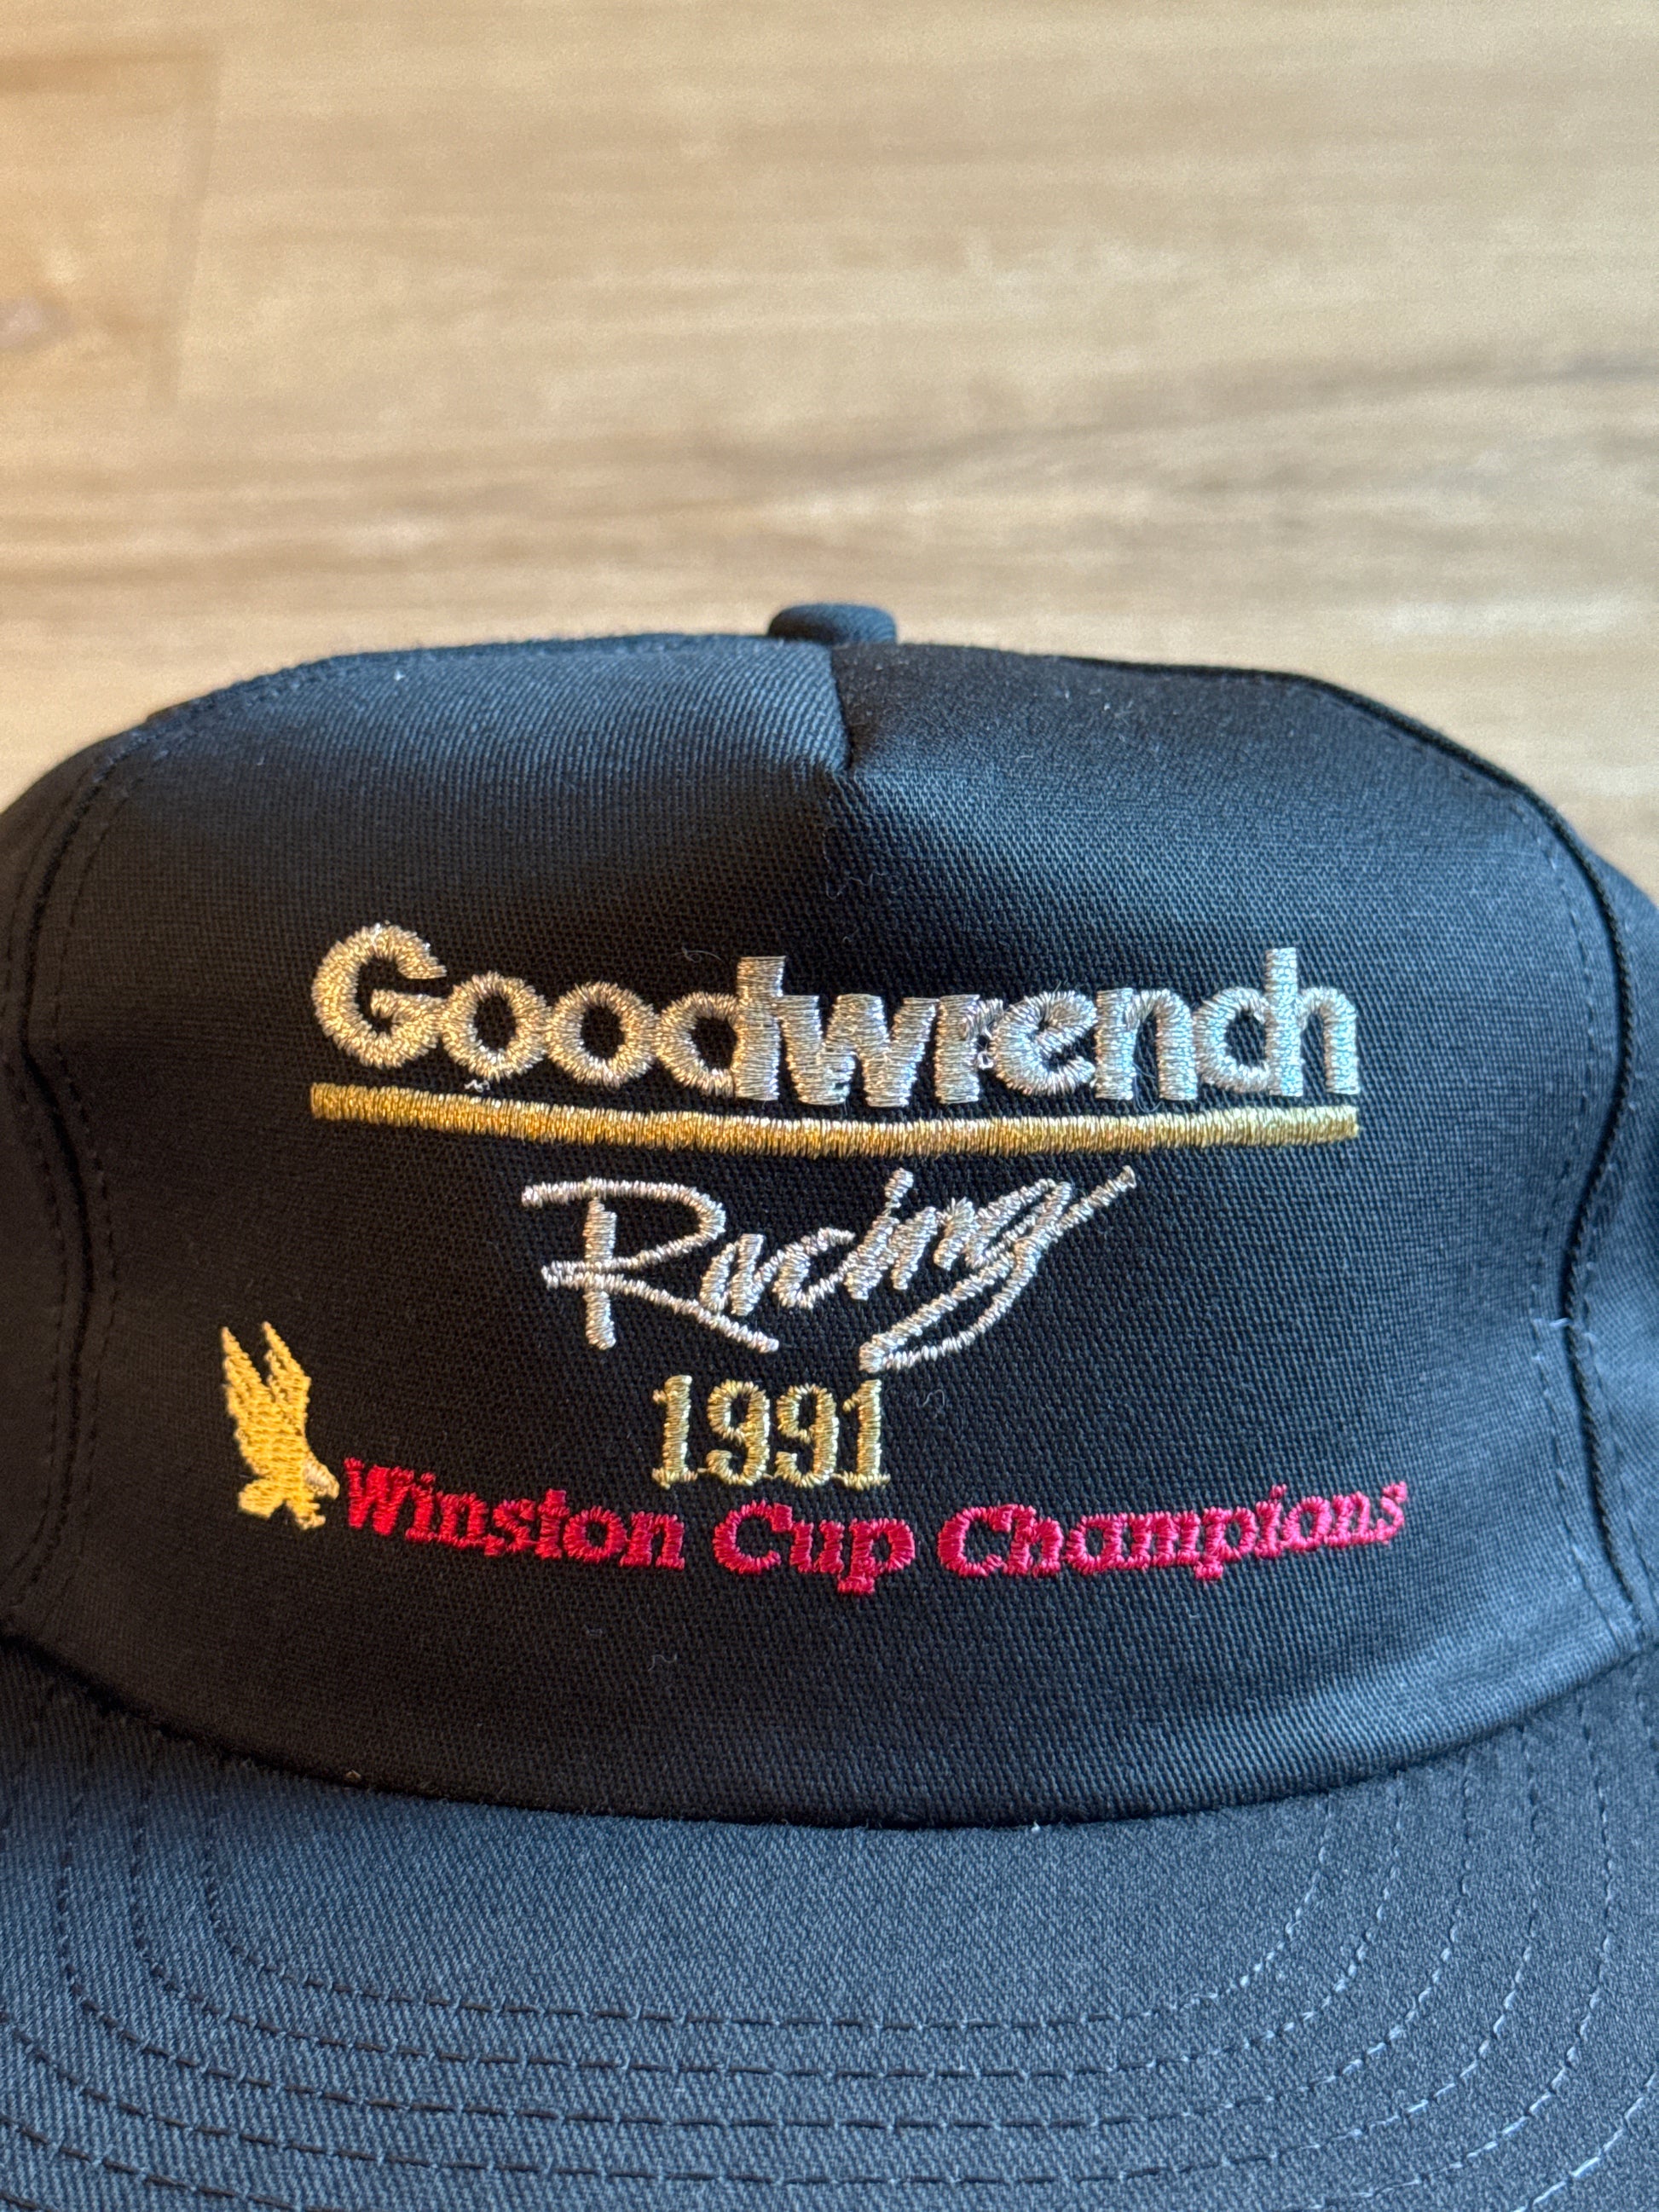 Goodwrench
Racing
1991
Winston Cup Champions